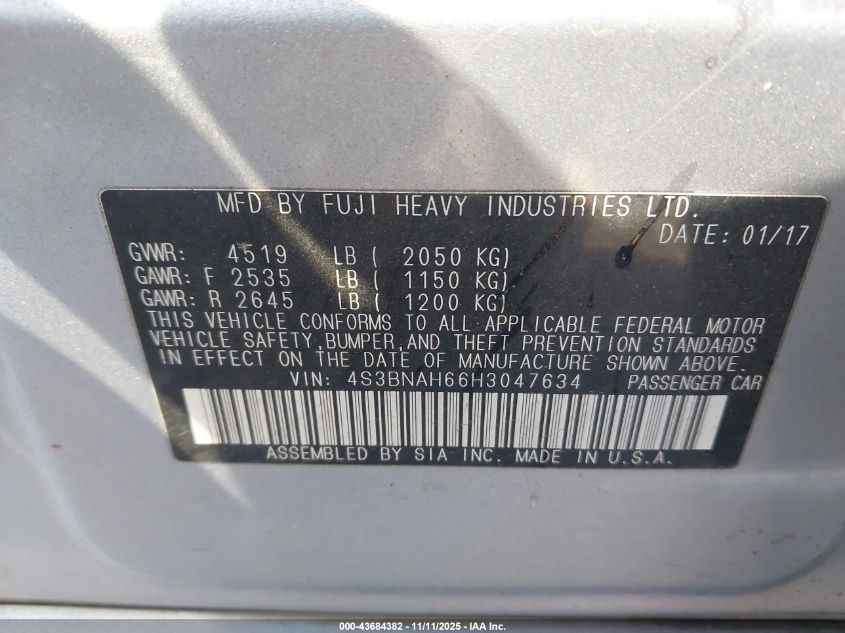 MFD BY FUJI HEAVY INDUSTRIES LTD.
DATE: 01/17
GVWR: 4519 LB ( 2050 KG)
GAWR: F 2535 LB ( 1150 KG)
GAWR: R 2645 LB ( 1200 KG)
THIS VEHICLE CONFORMS TO ALL APPLICABLE FEDERAL MOTOR
VEHICLE SAFETY, BUMPER, AND THEFT PREVENTION STANDARDS
IN EFFECT ON THE DATE OF MANUFACTURE SHOWN ABOVE.
VIN: 4S3BNAH66H3047634 PASSENGER CAR
ASSEMBLED BY SIA INC. MADE IN U.S.A.
000-43684382 - 11/11/2025 - IAA Inc.